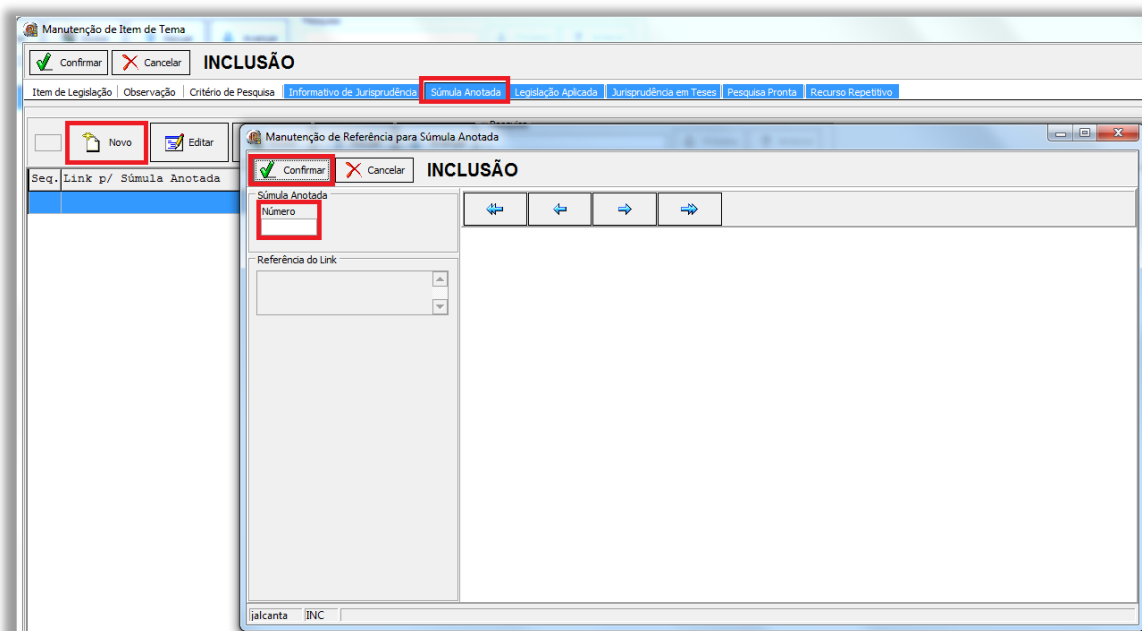 Manutenção de Item de Tema
Confirmar Cancelar INCLUSÃO
Item de Legislação Observação Critério de Pesquisa Informativo de Jurisprudência Súmula Anotada Legislação Aplicada Jurisprudência em Teses Pesquisa Pronta Recurso Repetitivo
Novo Editar
Seq. Link p/ Súmula Anotada
Manutenção de Referência para Súmula Anotada
Confirmar Cancelar INCLUSÃO
Súmula Anotada
Número
Referência do Link
jalcanta INC